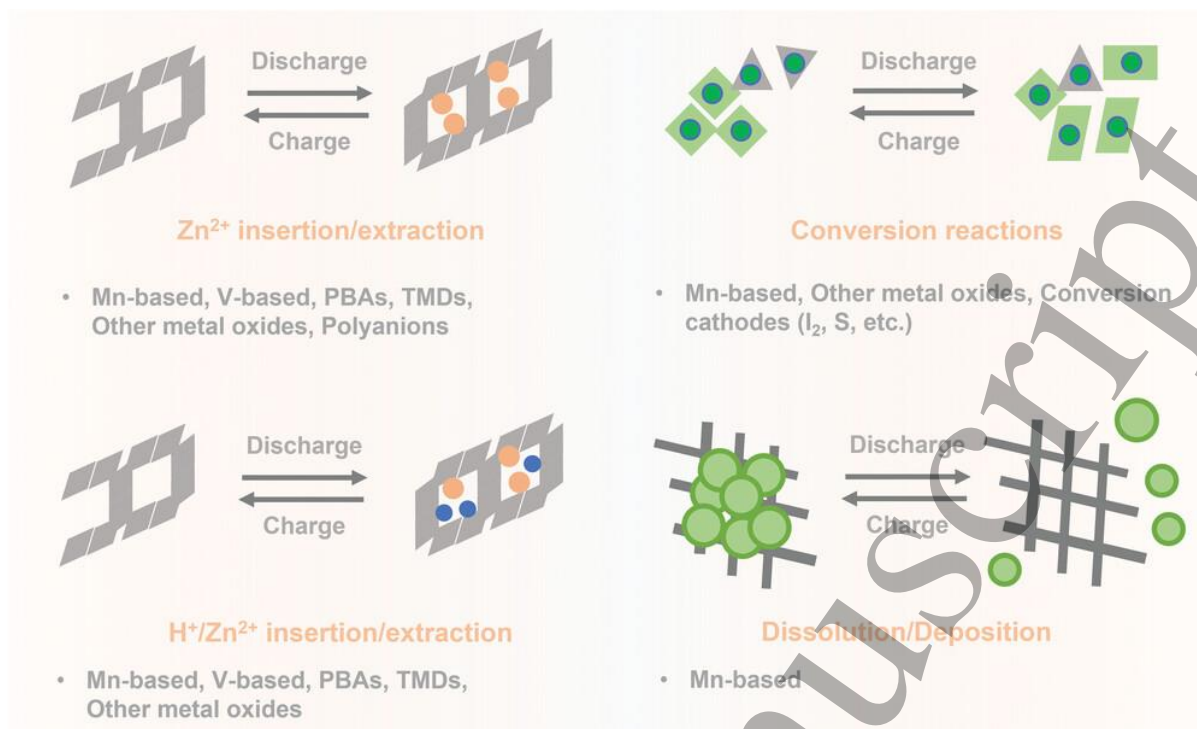 Discharge
Charge
Zn²⁺ insertion/extraction
• Mn-based, V-based, PBAs, TMDs,
Other metal oxides, Polyanions
Discharge
Charge
Conversion reactions
• Mn-based, Other metal oxides, Conversion
cathodes (I₂, S, etc.)
Discharge
Charge
H⁺/Zn²⁺ insertion/extraction
• Mn-based, V-based, PBAs, TMDs,
Other metal oxides
Discharge
Charge
Dissolution/Deposition
• Mn-based
uscript